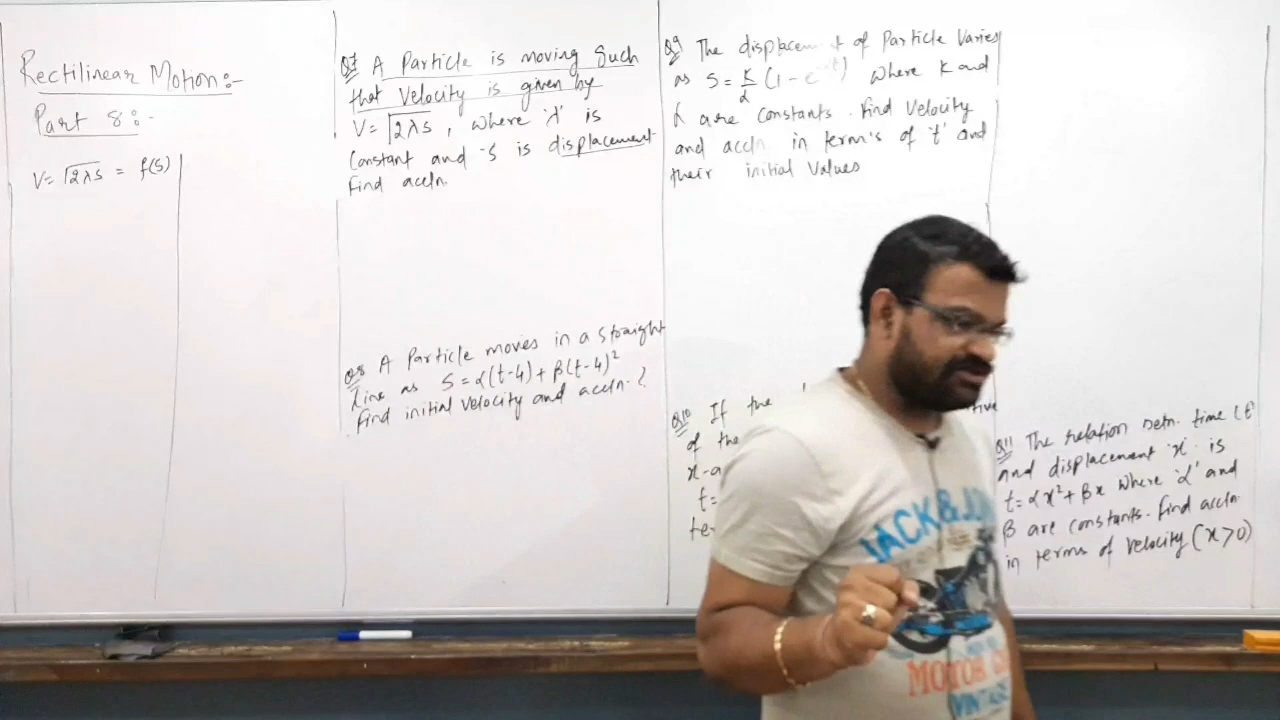 Rectilinear Motion:-
Part 8:-
V = √2λs = f(s)
Q7 A Particle is moving Such
that Velocity is given by
V = √2λs , where 'λ' is
Constant and 's is displacement
Find accln.
Q8 A Particle moves in a straight
line as S = α(t-4) + β(t-4)²
find initial velocity and accln. ?
Q9 The of Particle Varies
as S = K/α (1 - e Where K and
α are constants. find velocity
and accln in term's of 't' and
their initial Values
Q10 If the
of the
t =
Q11 The relation betn. time (t'
and displacement 'x' is
t = αx² + βx where 'α' and
β are constants. find accln
in terms of velocity (x>0)
JACK & J
MOTOR
VINTAGE